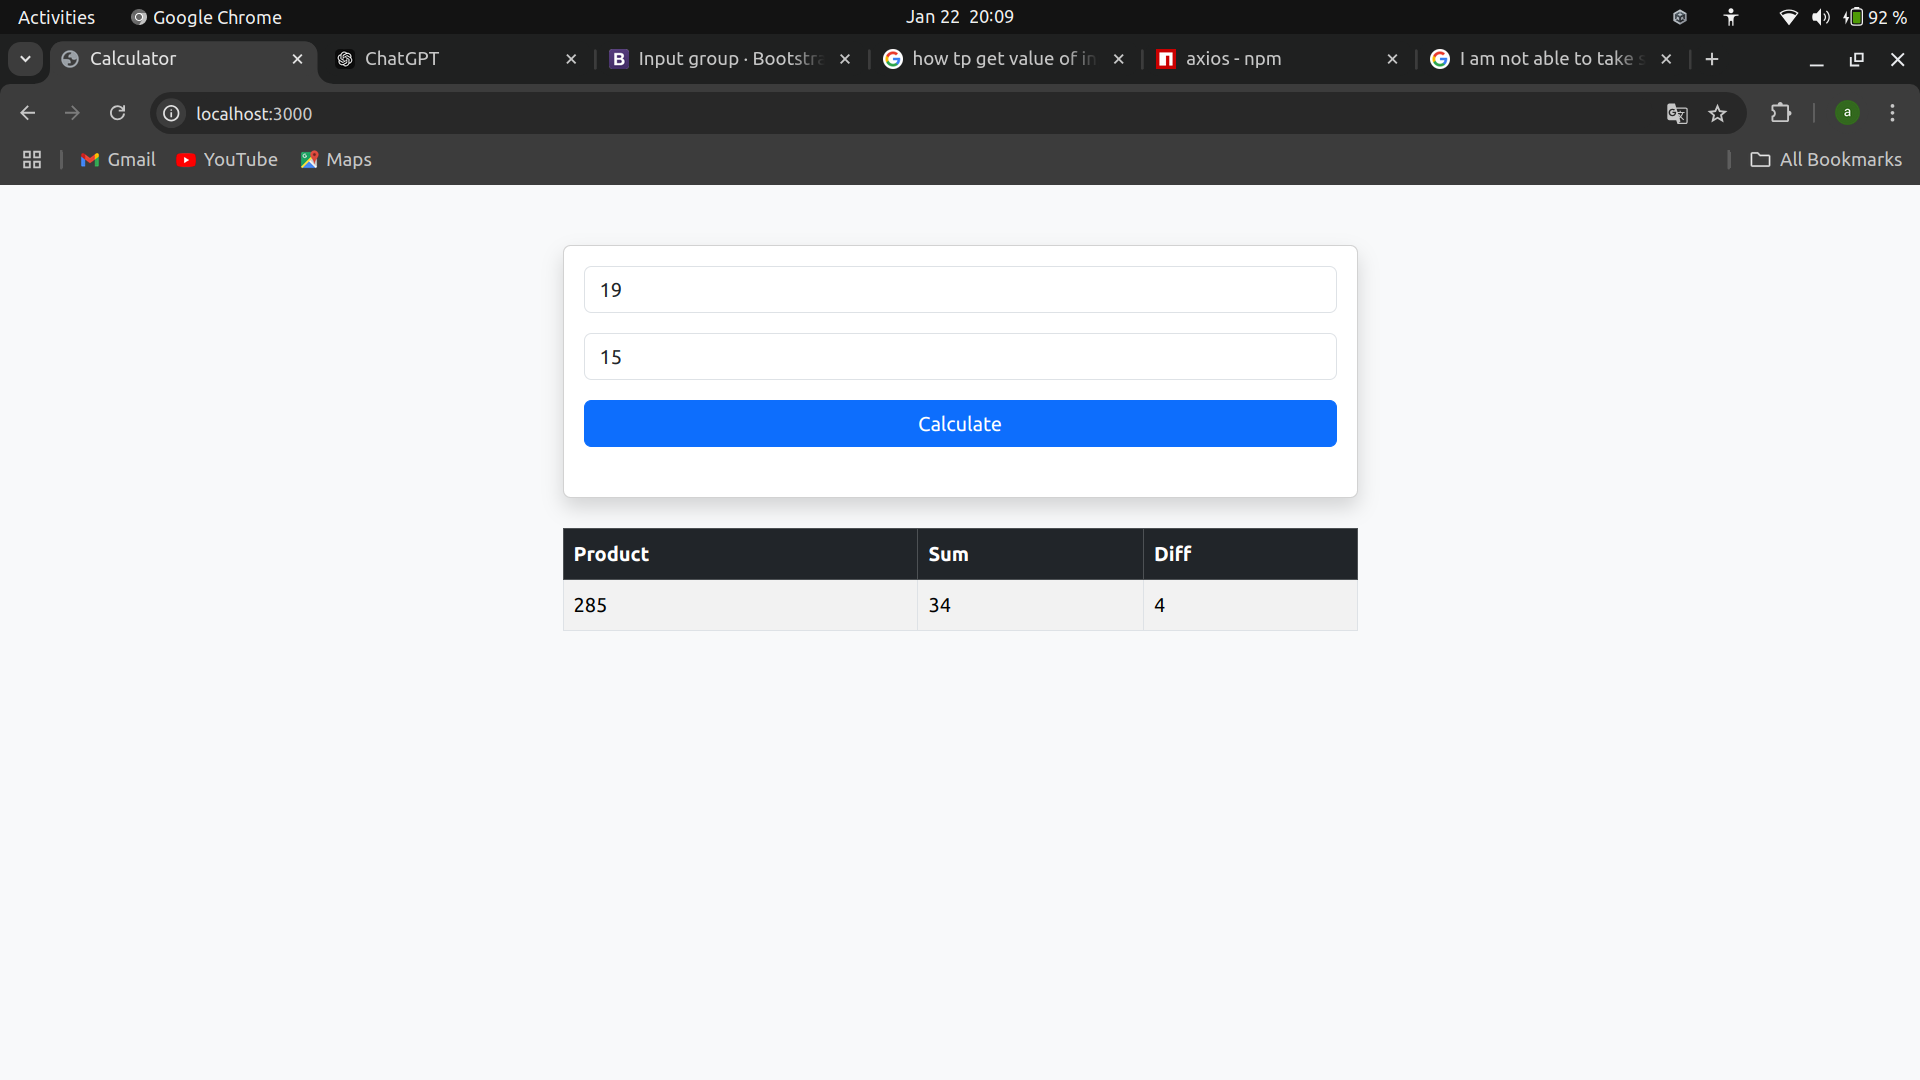 Activities Google Chrome Jan 22 20:09 92 %
Calculator ChatGPT Input group · Bootstra how tp get value of in axios - npm I am not able to take s
localhost:3000 a
Gmail YouTube Maps All Bookmarks
19
15
Calculate
Product Sum Diff
285 34 4